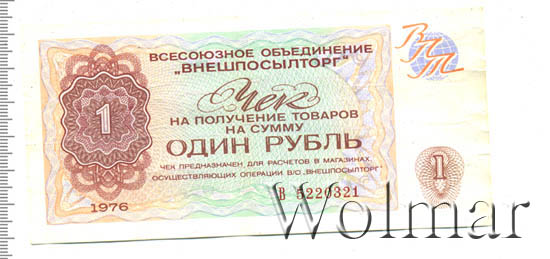 ВСЕСОЮЗНОЕ ОБЪЕДИНЕНИЕ
„ВНЕШПОСЫЛТОРГ"
ВПТ
Чек
НА ПОЛУЧЕНИЕ ТОВАРОВ
НА СУММУ
ОДИН РУБЛЬ
1
ЧЕК ПРЕДНАЗНАЧЕН ДЛЯ РАСЧЕТОВ В МАГАЗИНАХ,
ОСУЩЕСТВЛЯЮЩИХ ОПЕРАЦИИ В/О „ВНЕШПОСЫЛТОРГ"
1
В 5220321
1976
Wolmar